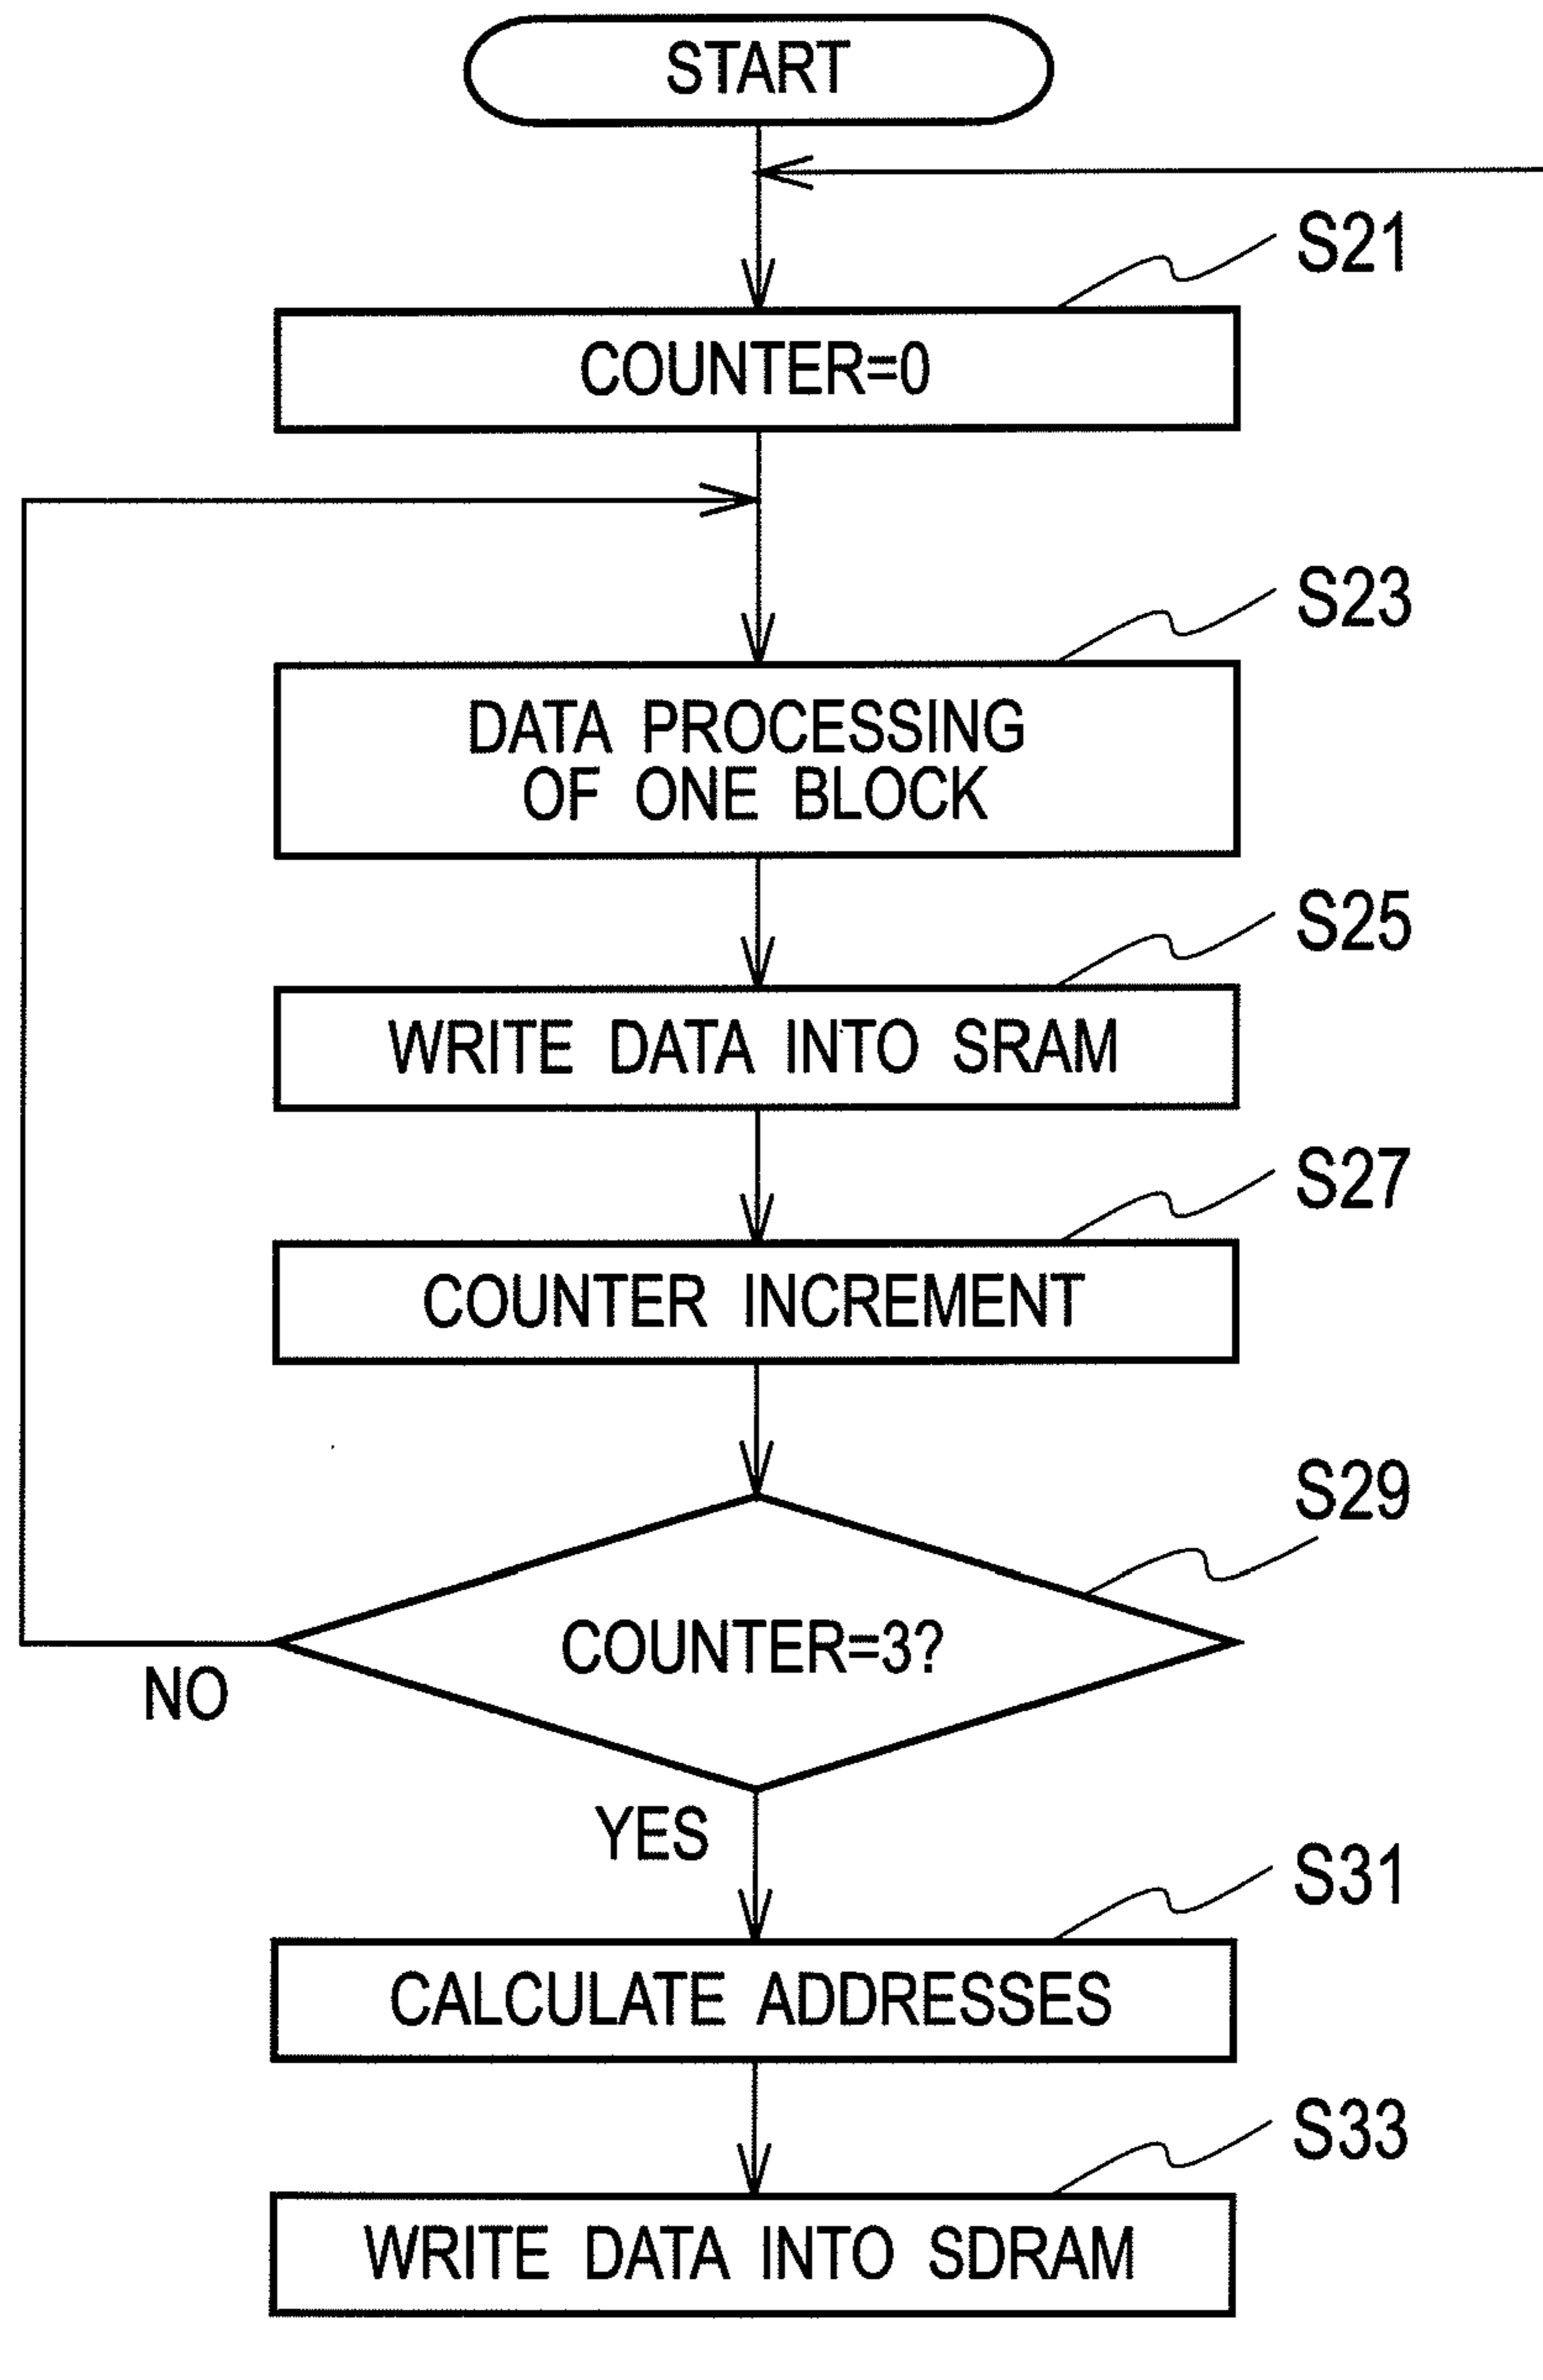 START
S21
COUNTER=0
S23
DATA PROCESSING
OF ONE BLOCK
S25
WRITE DATA INTO SRAM
S27
COUNTER INCREMENT
S29
COUNTER=3?
NO
YES
S31
CALCULATE ADDRESSES
S33
WRITE DATA INTO SDRAM